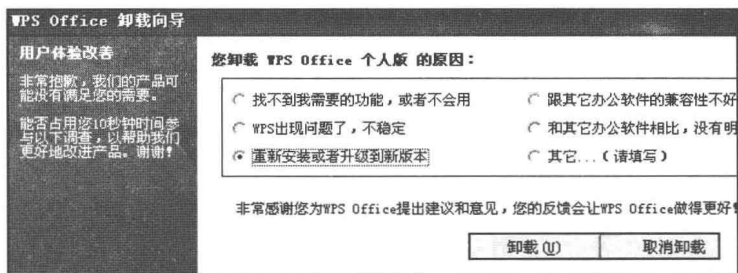 WPS Office 卸载向导
用户体验改善
非常抱歉，我们的产品可
能没有满足您的需要。
能否占用您10秒钟时间参
与以下调查，以帮助我们
更好地改进产品。谢谢！
您卸载 WPS Office 个人版 的原因：
找不到我需要的功能，或者不会用
跟其它办公软件的兼容性不好
WPS出现问题了，不稳定
和其它办公软件相比，没有明
重新安装或者升级到新版本
其它...（请填写）
非常感谢您为WPS Office提出建议和意见，您的反馈会让WPS Office做得更好！
卸载(U)
取消卸载